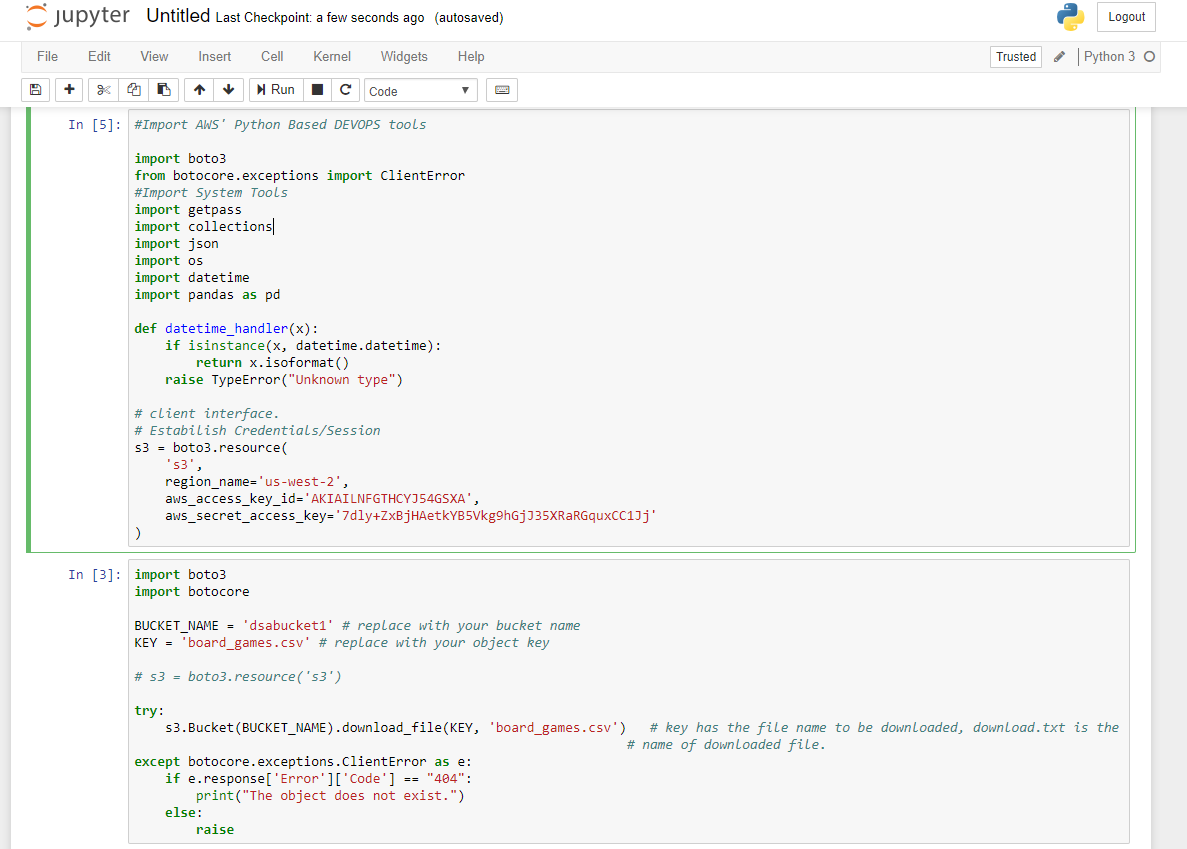 jupyter Untitled Last Checkpoint: a few seconds ago (autosaved)
Logout
File Edit View Insert Cell Kernel Widgets Help
Trusted Python 3
Run Code
In [5]:
#Import AWS' Python Based DEVOPS tools
import boto3
from botocore.exceptions import ClientError
#Import System Tools
import getpass
import collections
import json
import os
import datetime
import pandas as pd
def datetime_handler(x):
if isinstance(x, datetime.datetime):
return x.isoformat()
raise TypeError("Unknown type")
# client interface.
# Estabilish Credentials/Session
s3 = boto3.resource(
's3',
region_name='us-west-2',
aws_access_key_id='AKIAILNFGTHCYJ54GSXA',
aws_secret_access_key='7dly+ZxBjHAetkYB5Vkg9hGjJ35XRaRGquxCC1Jj'
)
In [3]:
import boto3
import botocore
BUCKET_NAME = 'dsabucket1' # replace with your bucket name
KEY = 'board_games.csv' # replace with your object key
# s3 = boto3.resource('s3')
try:
s3.Bucket(BUCKET_NAME).download_file(KEY, 'board_games.csv') # key has the file name to be downloaded, download.txt is the
# name of downloaded file.
except botocore.exceptions.ClientError as e:
if e.response['Error']['Code'] == "404":
print("The object does not exist.")
else:
raise